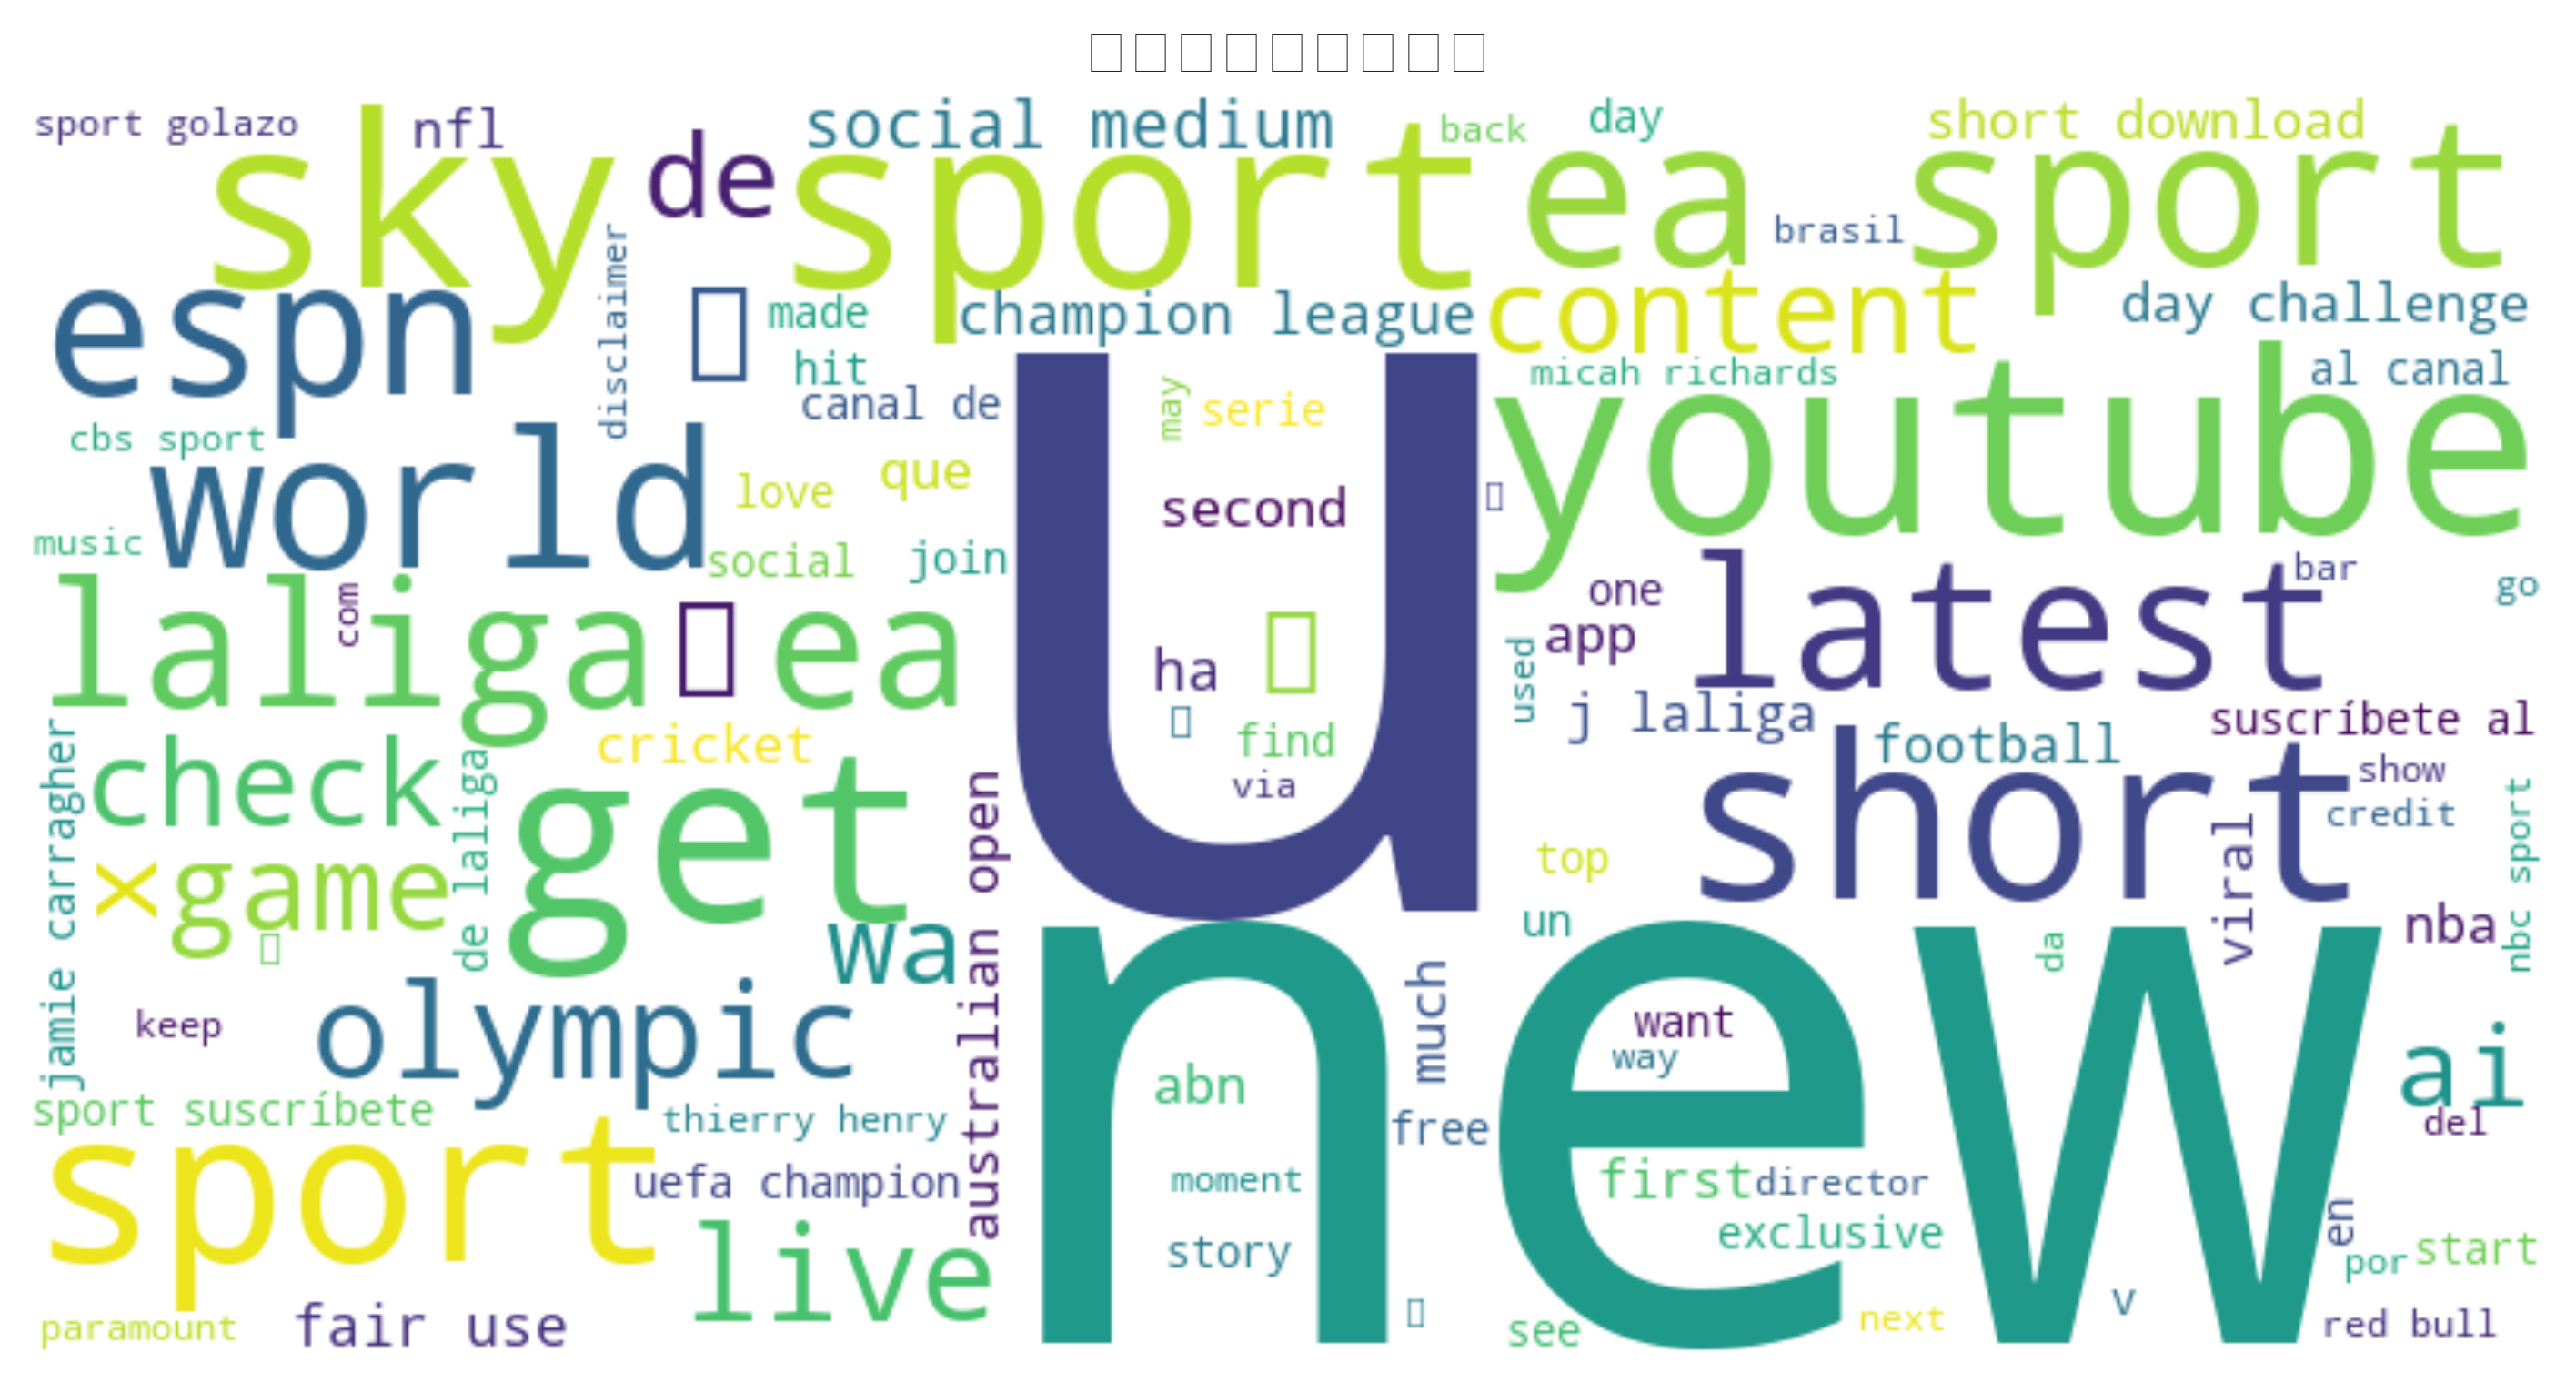 sport golazo
nfl
social medium
back
day
short download
sky sport
de
ea sport
brasil
espn
disclaimer
made
champion league
content
day challenge
hit
micah richards
al canal
canal de
may
serie
u
youtube
cbs sport
world
love
que
second
music
social
join
latest
bar
go
one
com
laliga ea
ha
used
app
j laliga
suscríbete al
jamie carragher
check
de laliga
cricket
find
football
short
show
get
via
credit
x
game
australian open
top
viral
nbc sport
wa
new
un
nba
da
much
keep
olympic
want
way
ai
abn
sport suscríbete
thierry henry
free
del
sport
uefa champion
moment
first
director
en
live
story
exclusive
por
start
paramount
fair use
see
next
v
red bull